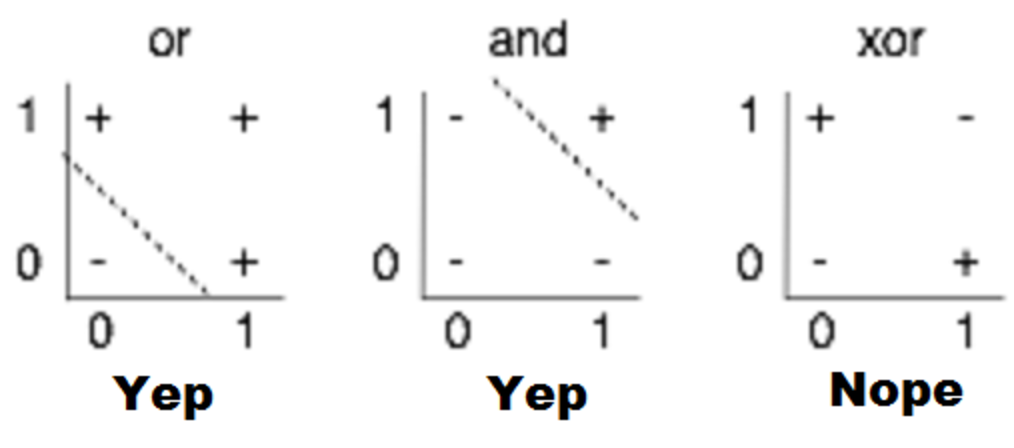 or and xor
1 + + 1 - + 1 + -
0 - + 0 - - 0 - +
0 1 0 1 0 1
Yep Yep Nope